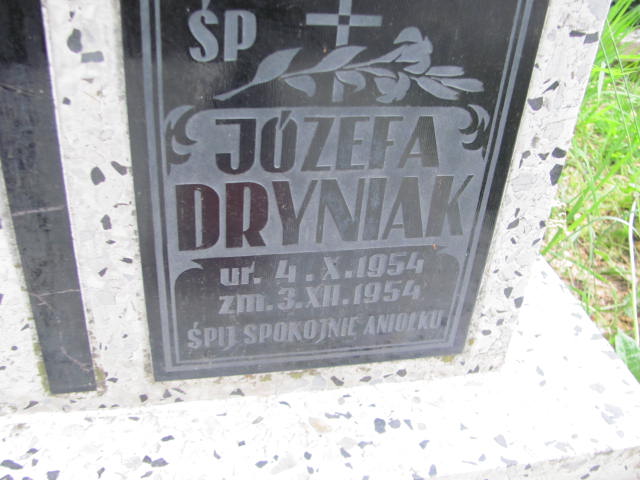 ŚP
JÓZEFA
DRYNIAK
ur. 4.X.1954
zm. 3.XII.1954
ŚPIJ SPOKOJNIE ANIOŁKU